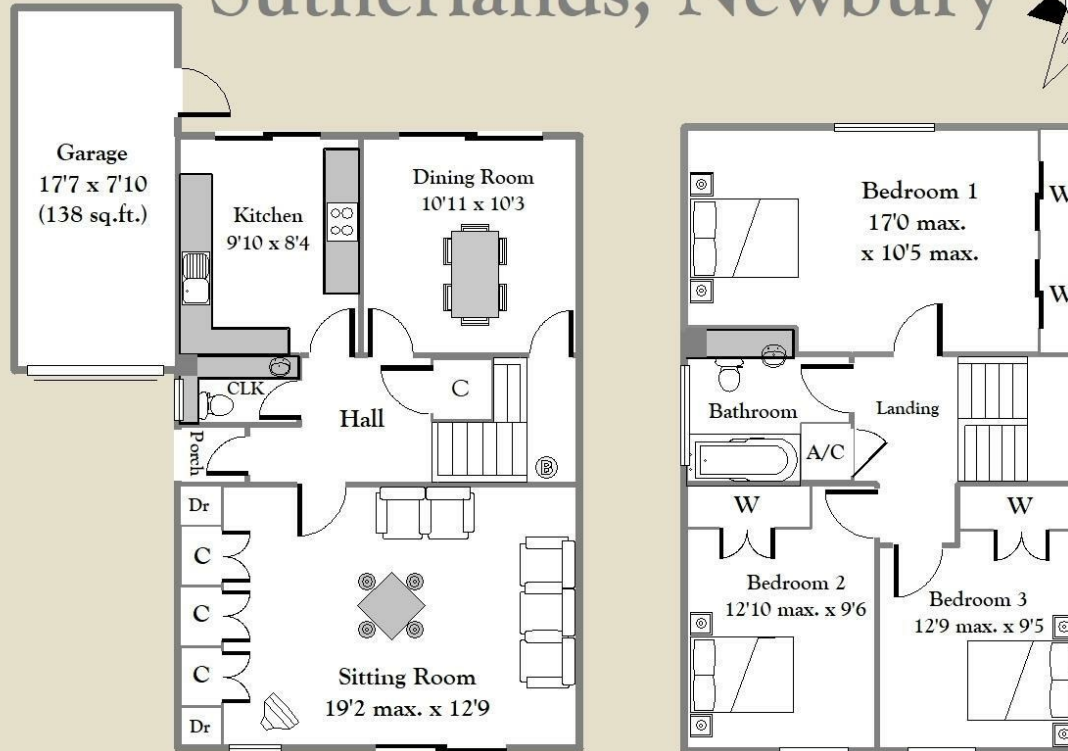 Sutherlands, Newbury
Garage
17'7 x 7'10
(138 sq.ft.)
Kitchen
9'10 x 8'4
Dining Room
10'11 x 10'3
CLK
Porch
Hall
C
B
Dr
C
C
C
Dr
Sitting Room
19'2 max. x 12'9
Bedroom 1
17'0 max.
x 10'5 max.
W
W
Bathroom
A/C
Landing
W
W
Bedroom 2
12'10 max. x 9'6
Bedroom 3
12'9 max. x 9'5